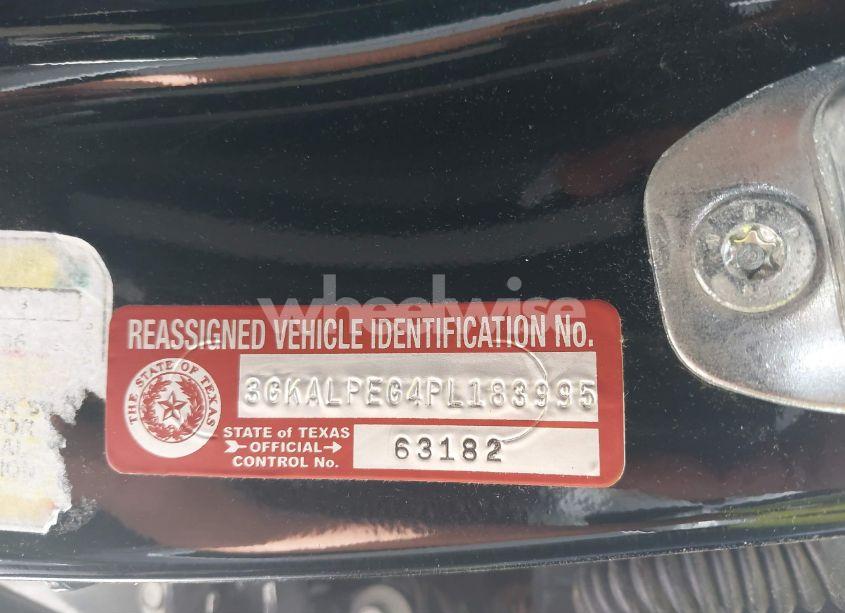 wheelwise
REASSIGNED VEHICLE IDENTIFICATION No.
THE STATE OF TEXAS
3GKALPEG4PL183995
STATE of TEXAS
OFFICIAL
CONTROL No.
63182